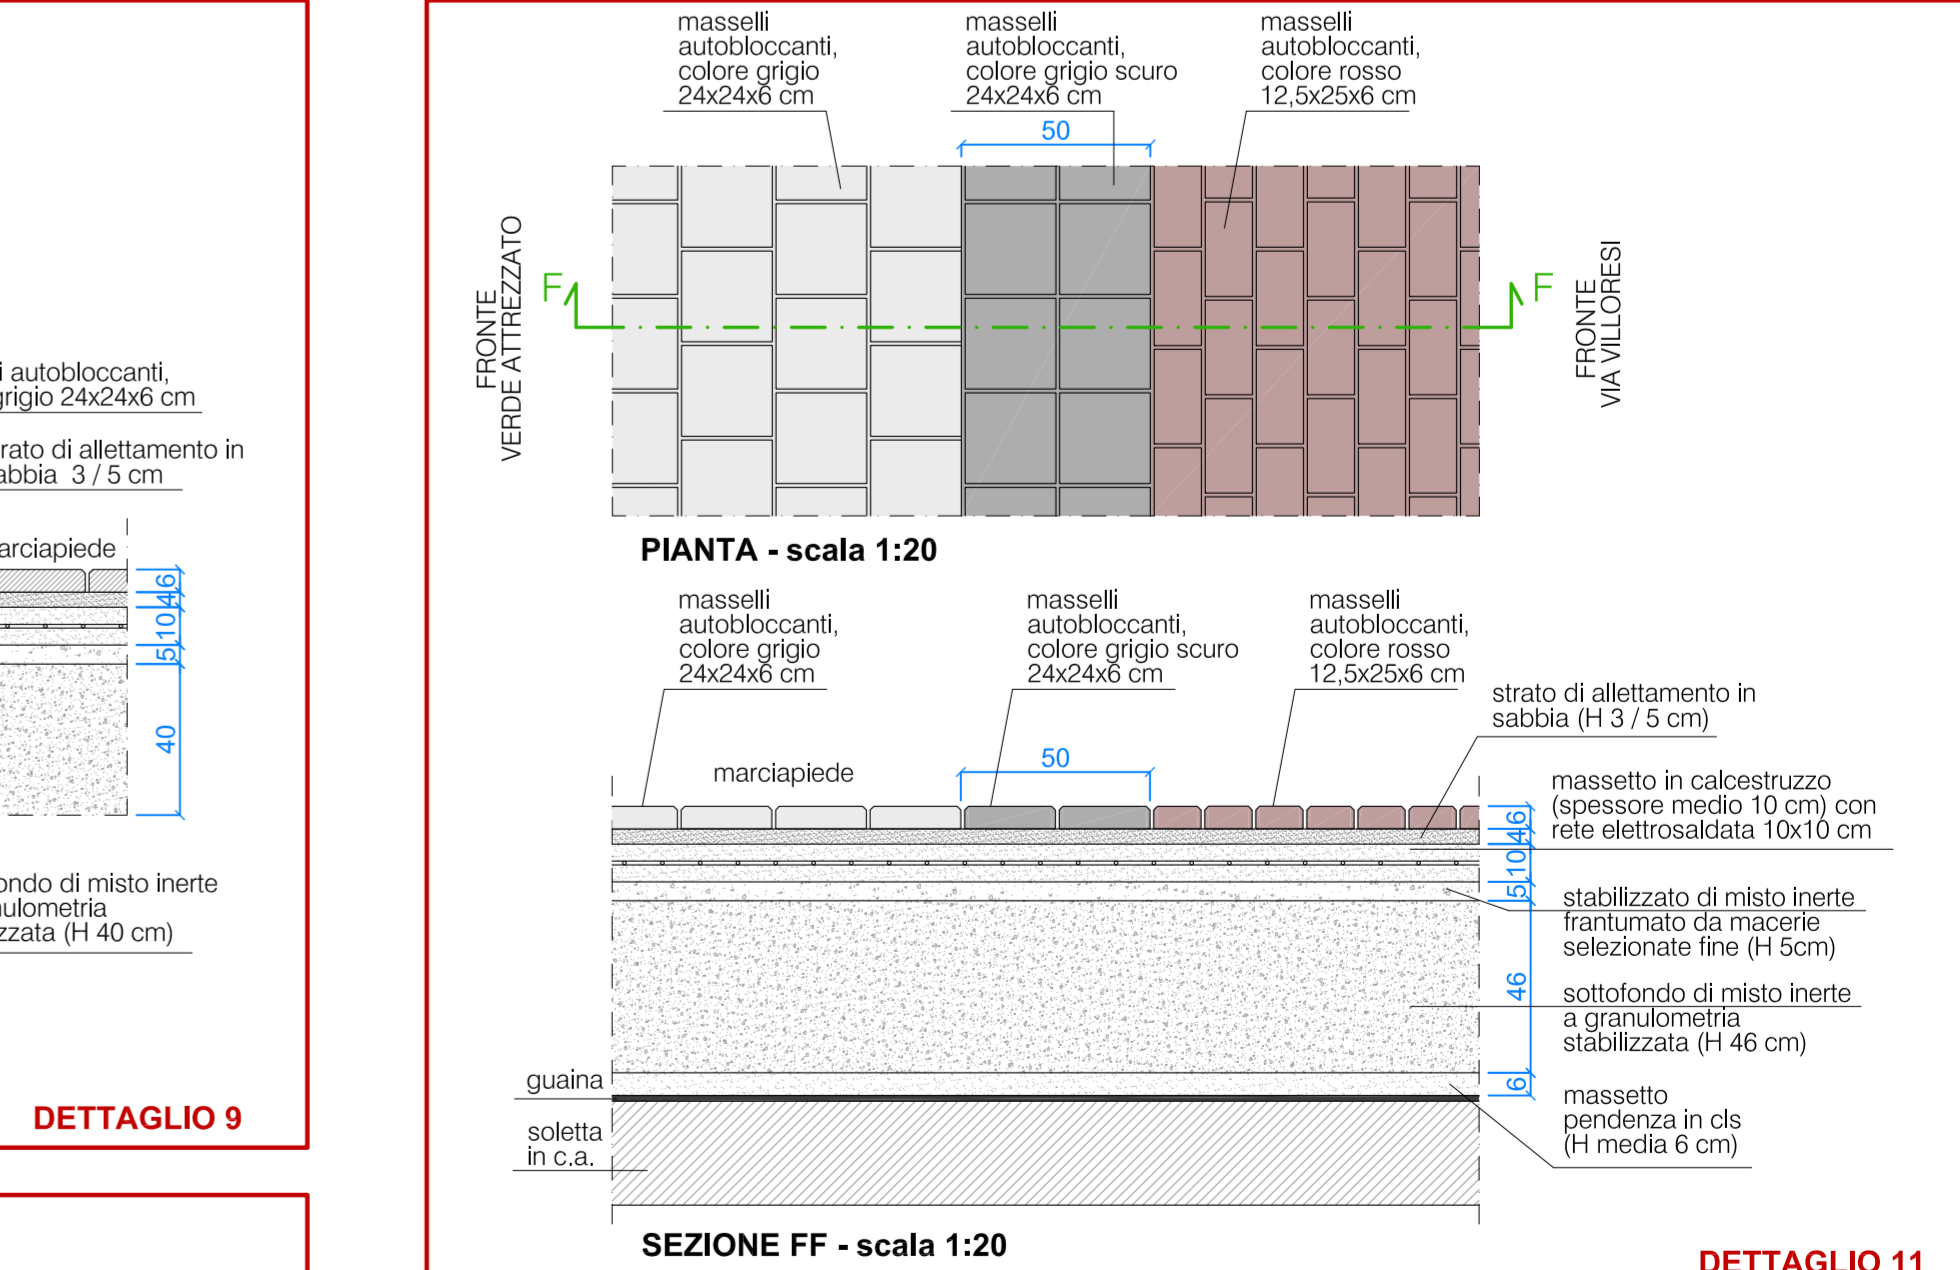 i autobloccanti,
grigio 24x24x6 cm
rato di allettamento in
abbia 3 / 5 cm
arciapiede
6
4
10
5
40
ondo di misto inerte
nulometria
zzata (H 40 cm)
DETTAGLIO 9
masselli
autobloccanti,
colore grigio
24x24x6 cm
masselli
autobloccanti,
colore grigio scuro
24x24x6 cm
masselli
autobloccanti,
colore rosso
12,5x25x6 cm
50
FRONTE
VERDE ATTREZZATO
F
F
FRONTE
VIA VILLORESI
PIANTA - scala 1:20
masselli
autobloccanti,
colore grigio
24x24x6 cm
masselli
autobloccanti,
colore grigio scuro
24x24x6 cm
masselli
autobloccanti,
colore rosso
12,5x25x6 cm
strato di allettamento in
sabbia (H 3 / 5 cm)
marciapiede
50
massetto in calcestruzzo
(spessore medio 10 cm) con
rete elettrosaldata 10x10 cm
6
4
10
5
46
6
stabilizzato di misto inerte
frantumato da macerie
selezionate fine (H 5cm)
sottofondo di misto inerte
a granulometria
stabilizzata (H 46 cm)
guaina
massetto
pendenza in cls
(H media 6 cm)
soletta
in c.a.
SEZIONE FF - scala 1:20
DETTAGLIO 11